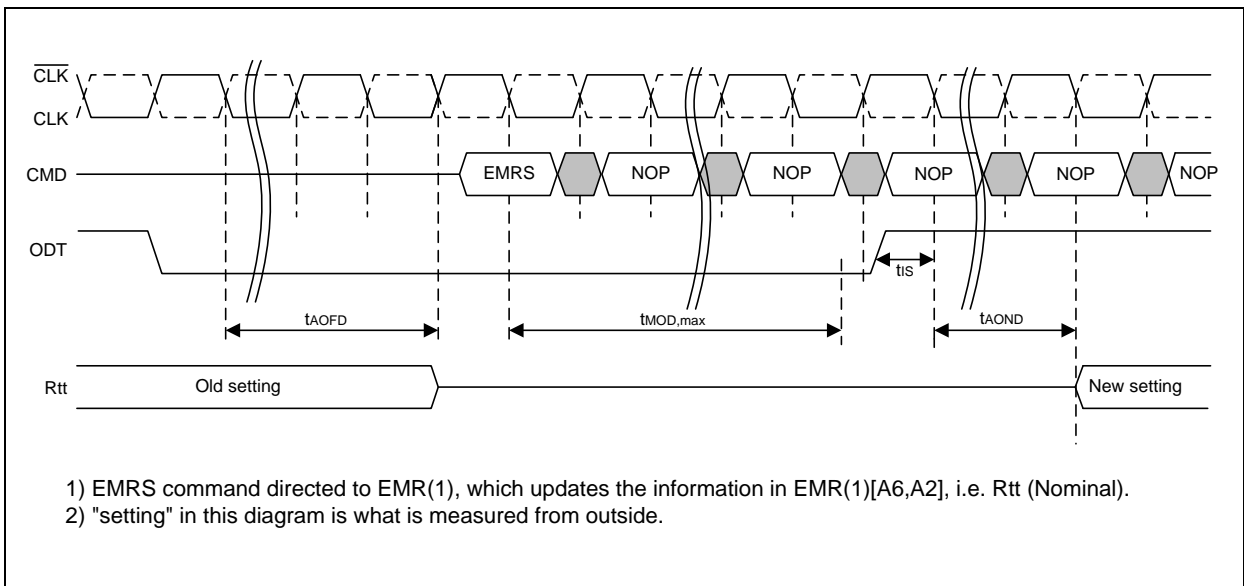 CLK
CLK
CMD
EMRS
NOP
NOP
NOP
NOP
NOP
ODT
tIS
tAOFD
tMOD,max
tAOND
Rtt
Old setting
New setting
1) EMRS command directed to EMR(1), which updates the information in EMR(1)[A6,A2], i.e. Rtt (Nominal).
2) "setting" in this diagram is what is measured from outside.